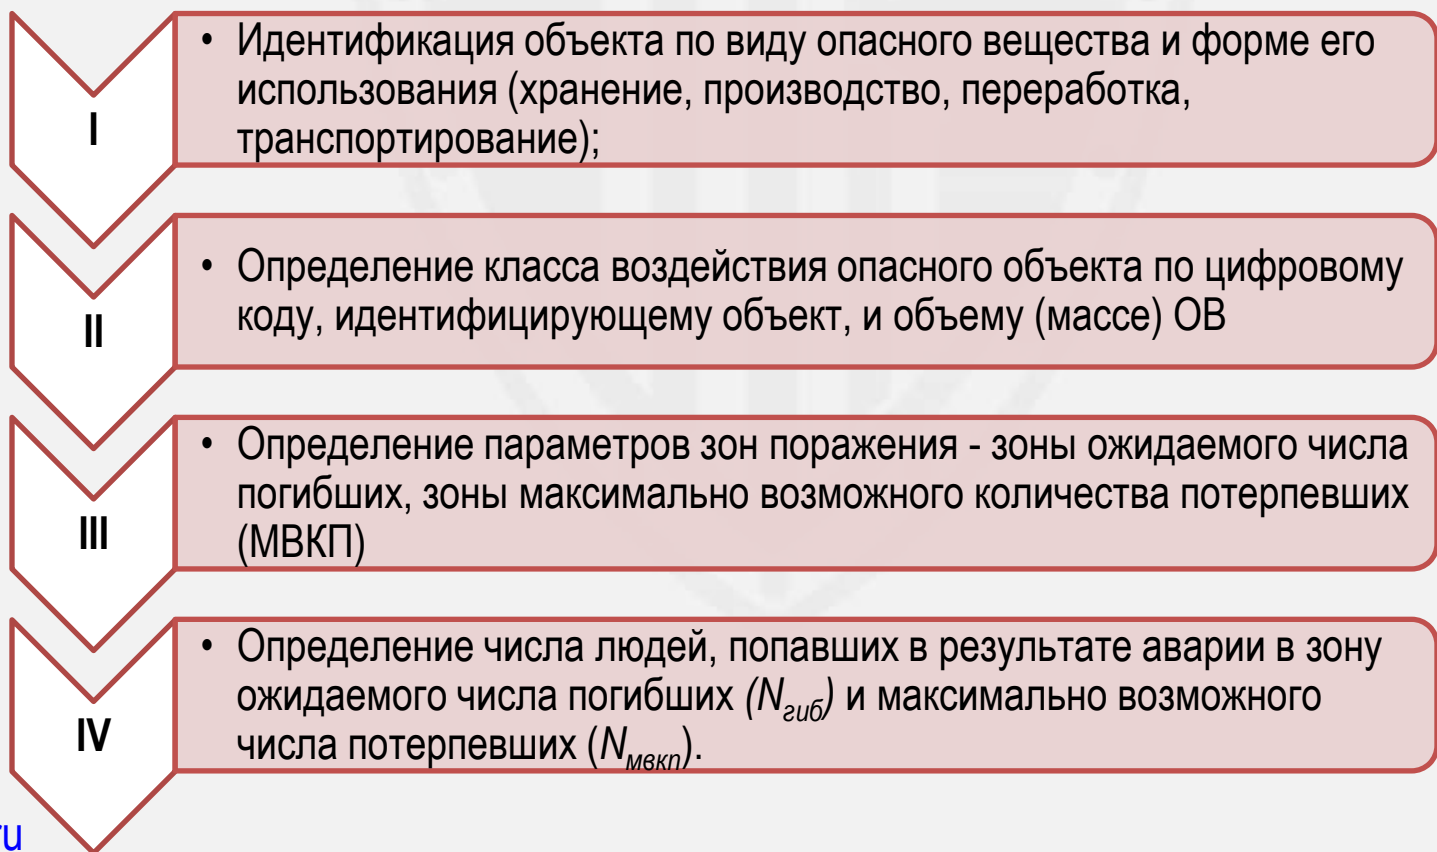 I
• Идентификация объекта по виду опасного вещества и форме его
использования (хранение, производство, переработка,
транспортирование);
II
• Определение класса воздействия опасного объекта по цифровому
коду, идентифицирующему объект, и объему (массе) ОВ
III
• Определение параметров зон поражения - зоны ожидаемого числа
погибших, зоны максимально возможного количества потерпевших
(МВКП)
IV
• Определение числа людей, попавших в результате аварии в зону
ожидаемого числа погибших (Nгиб) и максимально возможного
числа потерпевших (Nмвкп).